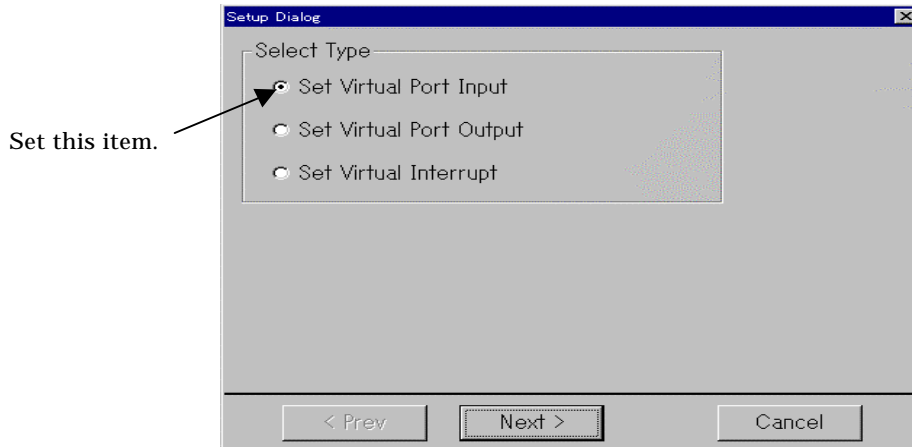 Setup Dialog
Select Type
Set Virtual Port Input
Set this item.
Set Virtual Port Output
Set Virtual Interrupt
< Prev
Next >
Cancel